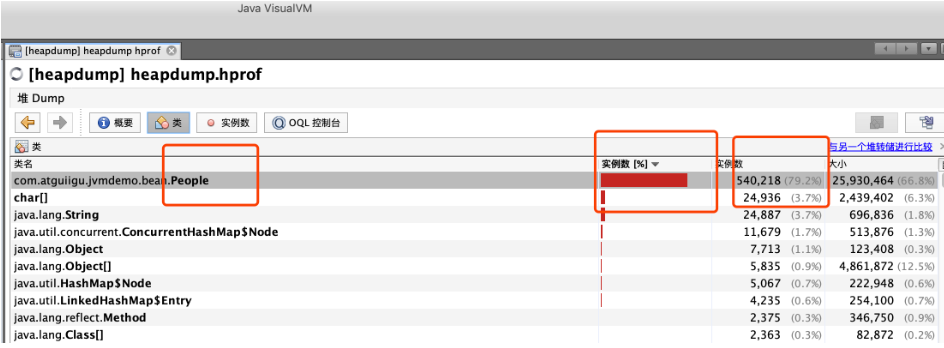 Java VisualVM
[heapdump] heapdump hprof
[heapdump] heapdump.hprof
堆 Dump
概要 类 实例数 OQL 控制台
类 与另一个堆转储进行比较
类名 实例数 [%] 实例数 大小
com.atguiigu.jvmdemo.bean.People 540,218 (79.2%) 25,930,464 (66.8%)
char[] 24,936 (3.7%) 2,439,402 (6.3%)
java.lang.String 24,887 (3.7%) 696,836 (1.8%)
java.util.concurrent.ConcurrentHashMap$Node 11,679 (1.7%) 513,876 (1.3%)
java.lang.Object 7,713 (1.1%) 123,408 (0.3%)
java.lang.Object[] 5,835 (0.9%) 4,861,872 (12.5%)
java.util.HashMap$Node 5,067 (0.7%) 222,948 (0.6%)
java.util.LinkedHashMap$Entry 4,235 (0.6%) 254,100 (0.7%)
java.lang.reflect.Method 2,375 (0.3%) 346,750 (0.9%)
java.lang.Class[] 2,363 (0.3%) 82,872 (0.2%)